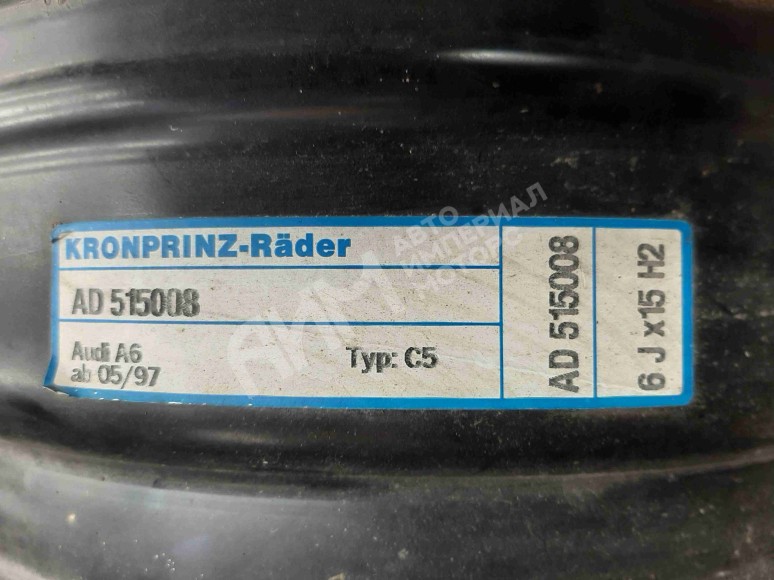 KRONPRINZ-Räder
AD 515008
Audi A6
ab 05/97
Typ: C5
AD 515008
6 J x15 H2
АИМ
АВТО
ИМПЕРИАЛ
МОТОРС